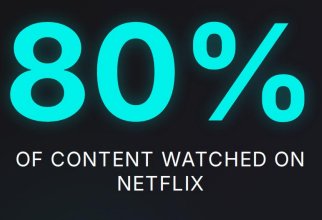 80%
OF CONTENT WATCHED ON
NETFLIX